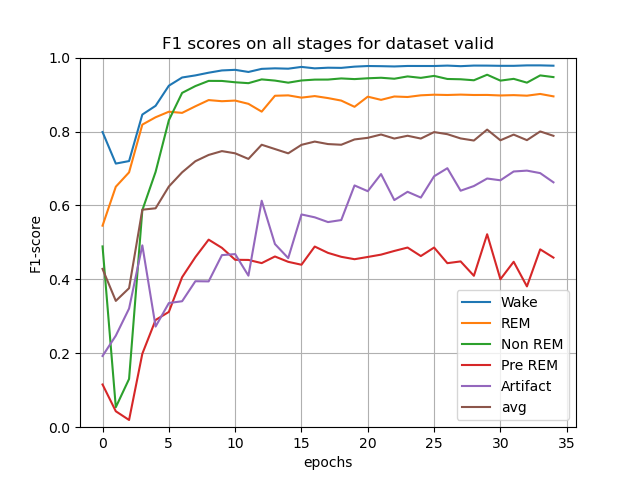 F1 scores on all stages for dataset valid
F1-score
1.0
0.8
0.6
0.4
0.2
0.0
0 5 10 15 20 25 30 35
epochs
Wake
REM
Non REM
Pre REM
Artifact
avg